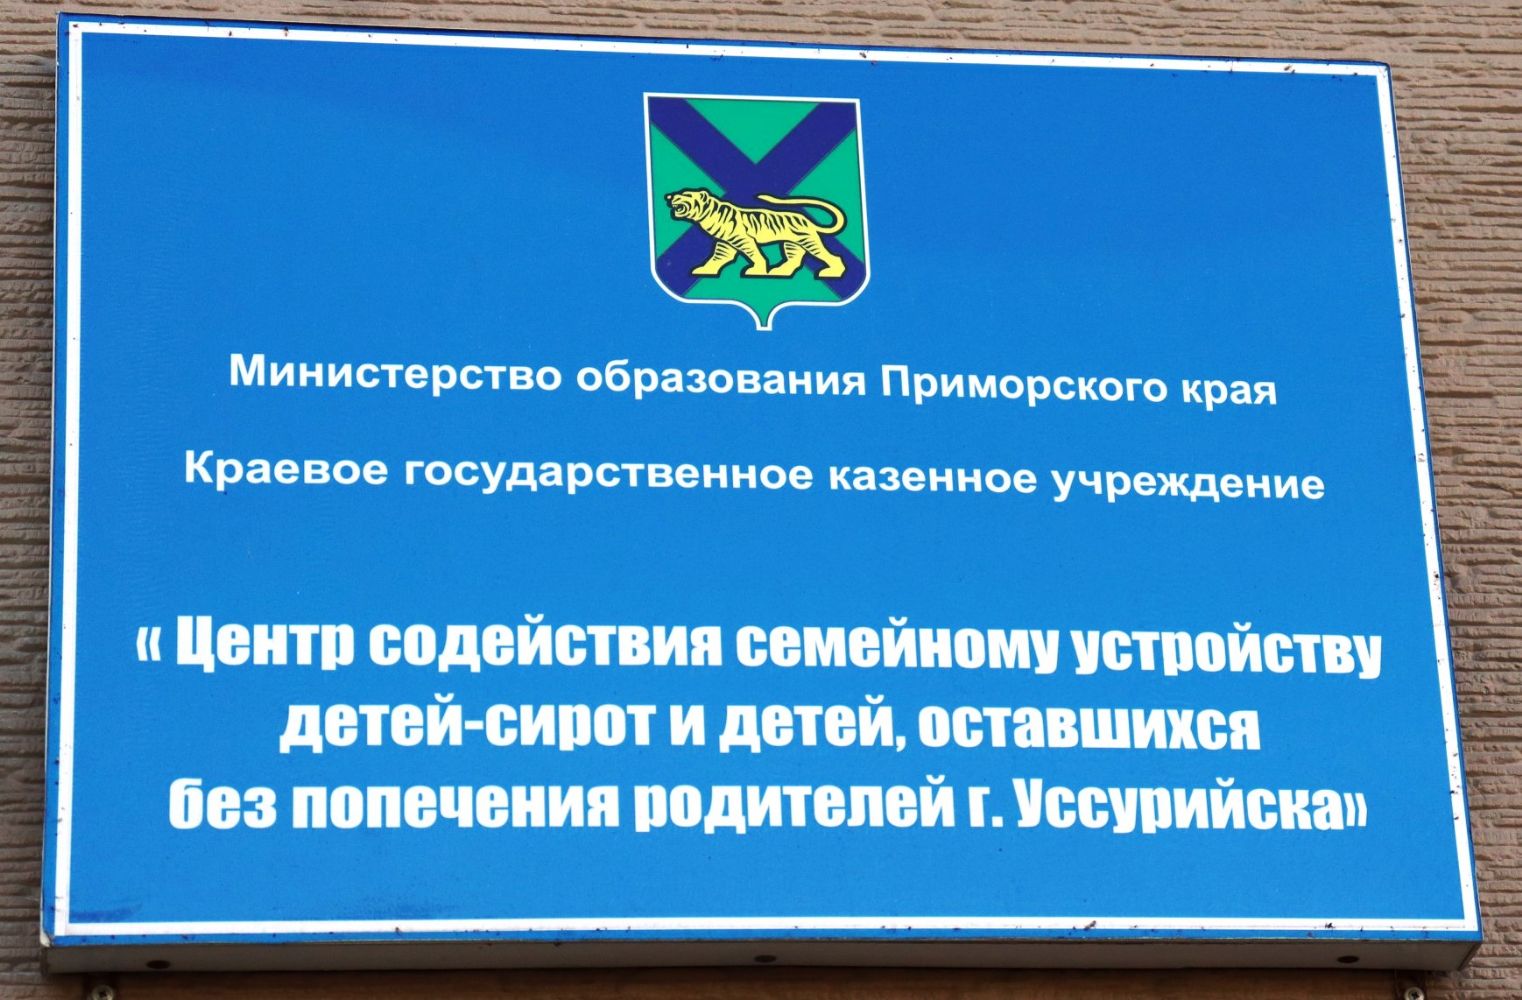 Министерство образования Приморского края
Краевое государственное казенное учреждение
« Центр содействия семейному устройству
детей-сирот и детей, оставшихся
без попечения родителей г. Уссурийска»